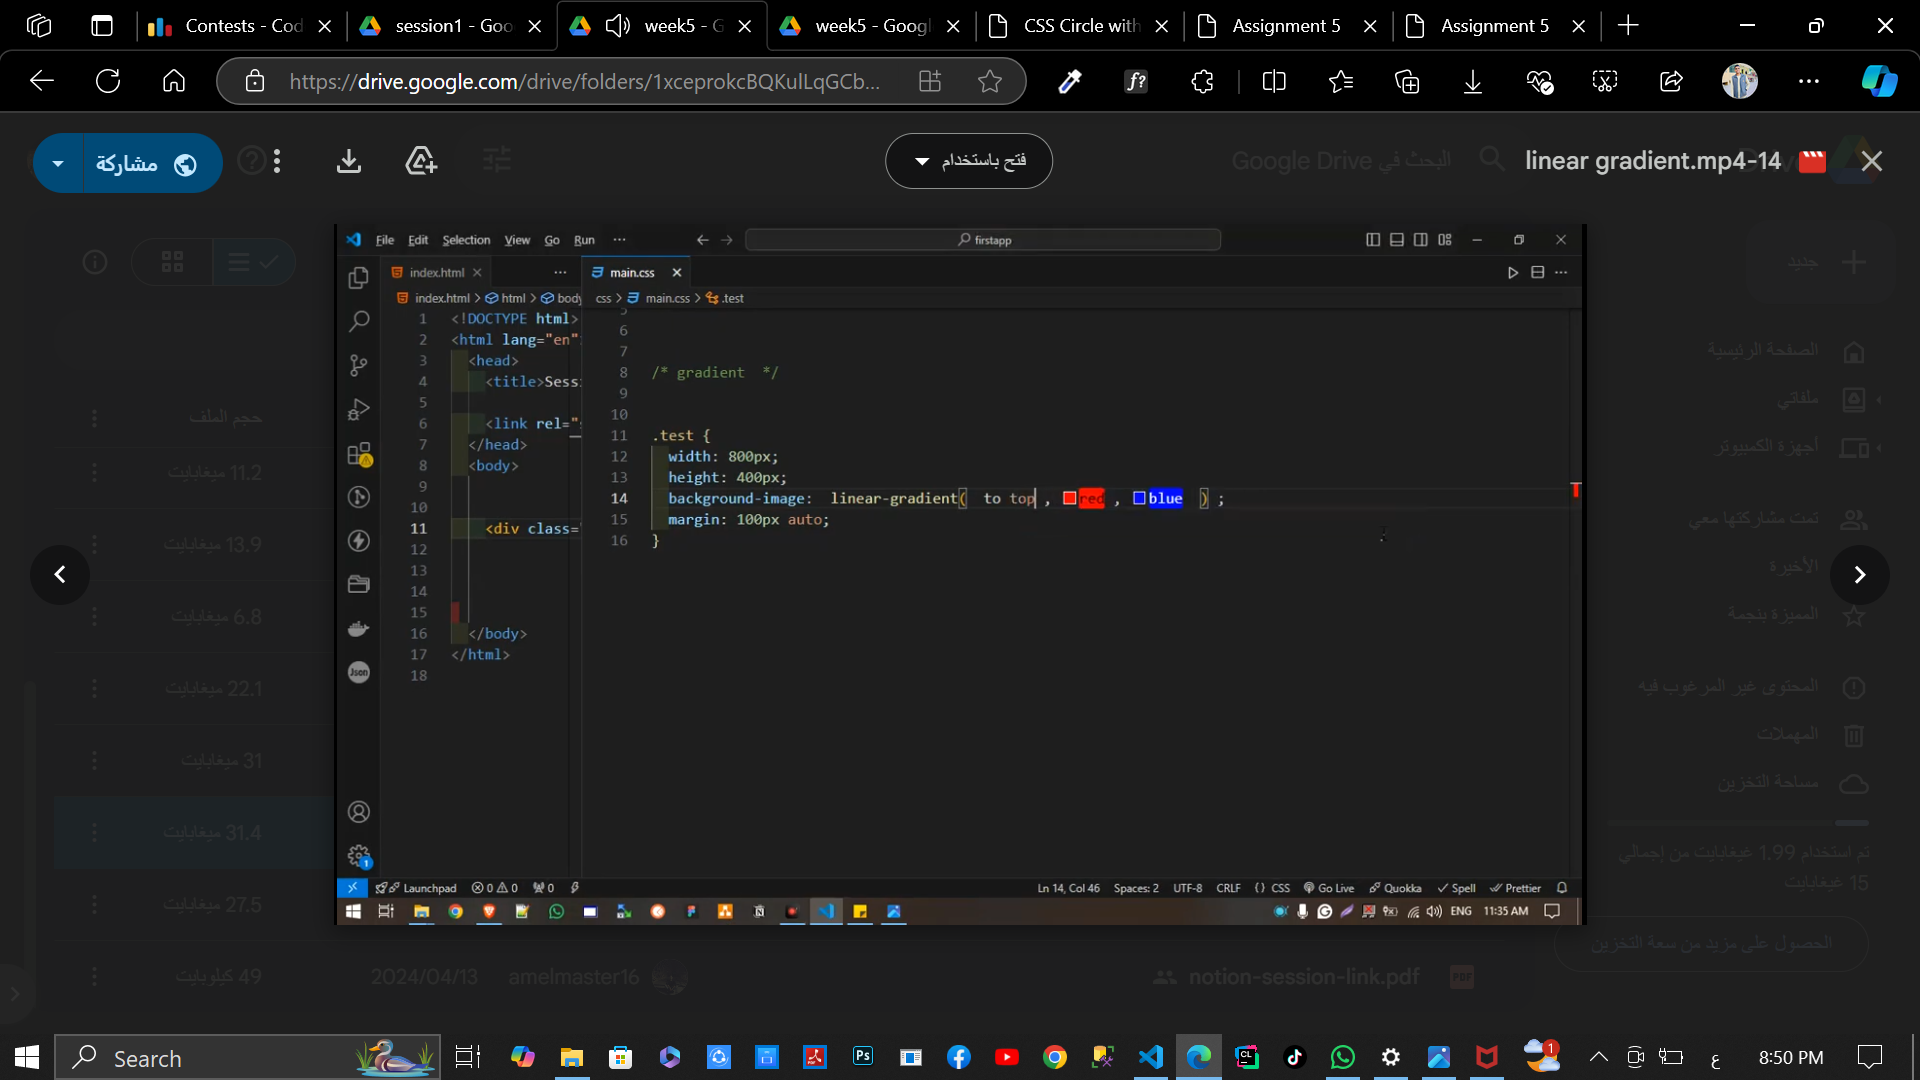 Contests - Cod
session1 - Goo
week5 - G
week5 - Googl
CSS Circle with
Assignment 5
Assignment 5
https://drive.google.com/drive/folders/1xceprokcBQKulLqGCb...
مشاركة
فتح باستخدام
البحث في Google Drive
linear gradient.mp4-14
File Edit Selection View Go Run ···
firstapp
index.html
main.css
index.html > html > body
css > main.css > .test
1 <!DOCTYPE html>
2 <html lang="en"
3 <head>
4 <title>Sessi
5
6 <link rel="
7 </head>
8 <body>
9
10
11 <div class=
12
13
14
15
16 </body>
17 </html>
18
5
6
7
8 /* gradient */
9
10
11 .test {
12 width: 800px;
13 height: 400px;
14 background-image: linear-gradient( to top , red , blue ) ;
15 margin: 100px auto;
16 }
Json
Launchpad 0 0 0
Ln 14, Col 46 Spaces: 2 UTF-8 CRLF {} CSS Go Live Quokka Spell Prettier
ENG 11:35 AM
جديد
الصفحة الرئيسية
ملفاتي
أجهزة الكمبيوتر
تمت مشاركتها معي
الأخيرة
المميزة بنجمة
المحتوى غير المرغوب فيه
المهملات
مساحة التخزين
تم استخدام 1.99 غيغابايت من إجمالي
15 غيغابايت
الحصول على مزيد من سعة التخزين
حجم الملف
11.2 ميغابايت
13.9 ميغابايت
6.8 ميغابايت
22.1 ميغابايت
31 ميغابايت
31.4 ميغابايت
27.5 ميغابايت
49 كيلوبايت
2024/04/13
amelmaster16
notion-session-link.pdf
PDF
Search
Ps
CL
1
ع
8:50 PM